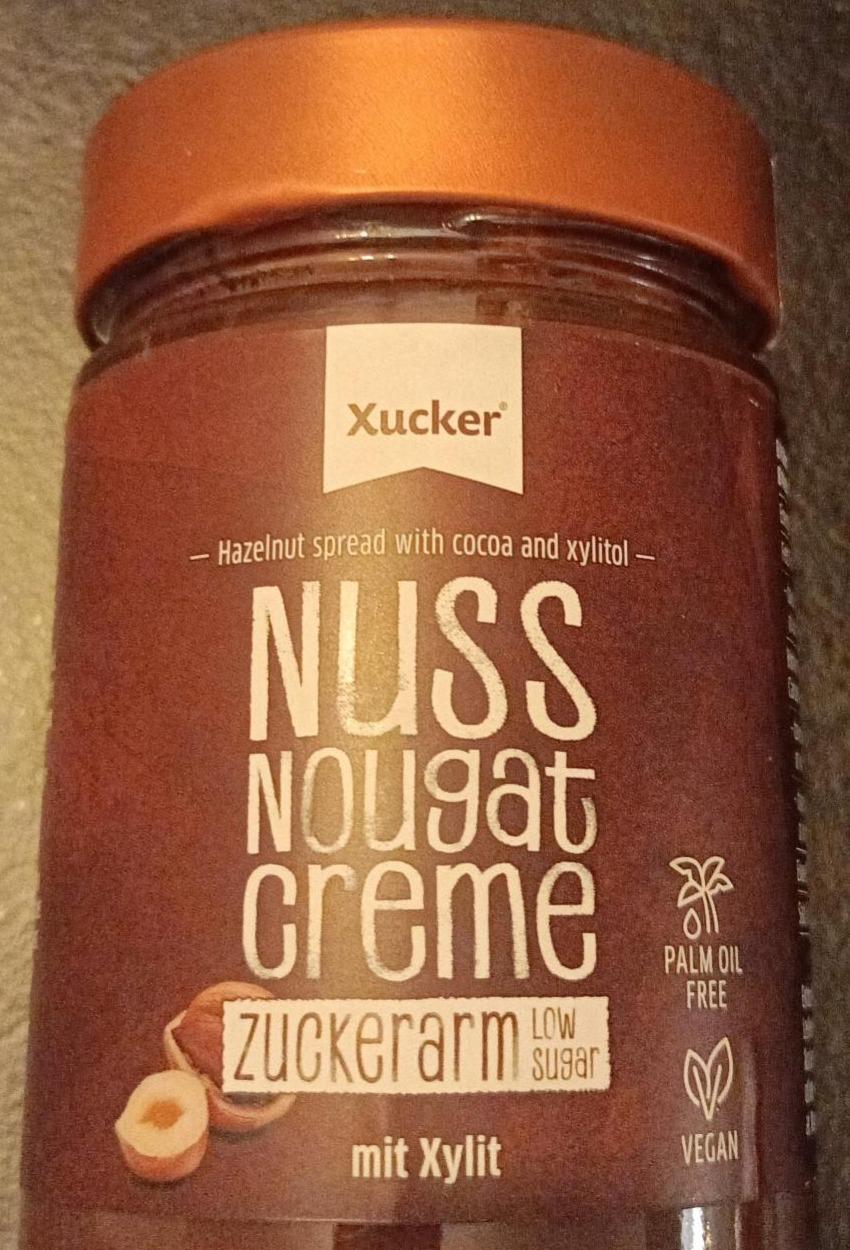 Xucker®
— Hazelnut spread with cocoa and xylitol —
NUSS
NOUGAT
CREME
zuckerarm LOW
sugar
mit Xylit
PALM OIL
FREE
VEGAN